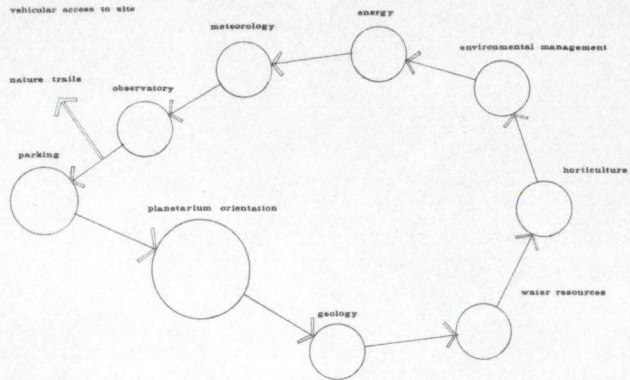 vehicular access to site
energy
meteorology
environmental management
nature trails
observatory
parking
horticulture
planetarium orientation
water resources
geology